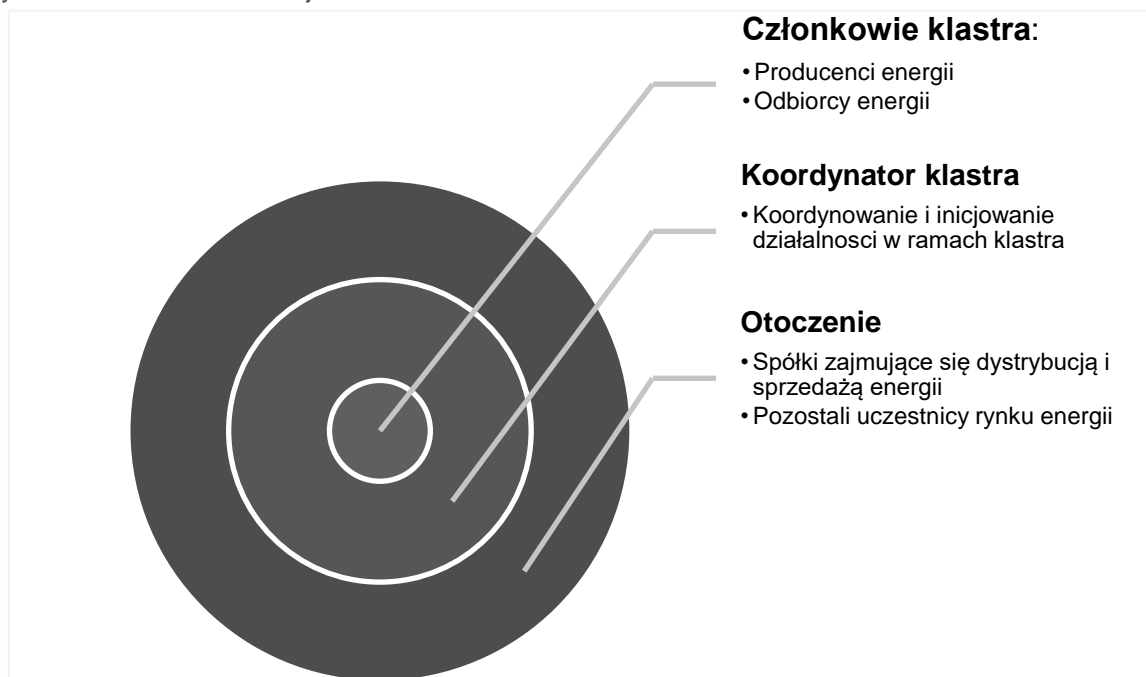 Członkowie klastra:
• Producenci energii
• Odbiorcy energii
Koordynator klastra
• Koordynowanie i inicjowanie
działalnosci w ramach klastra
Otoczenie
• Spółki zajmujące się dystrybucją i
sprzedażą energii
• Pozostali uczestnicy rynku energii